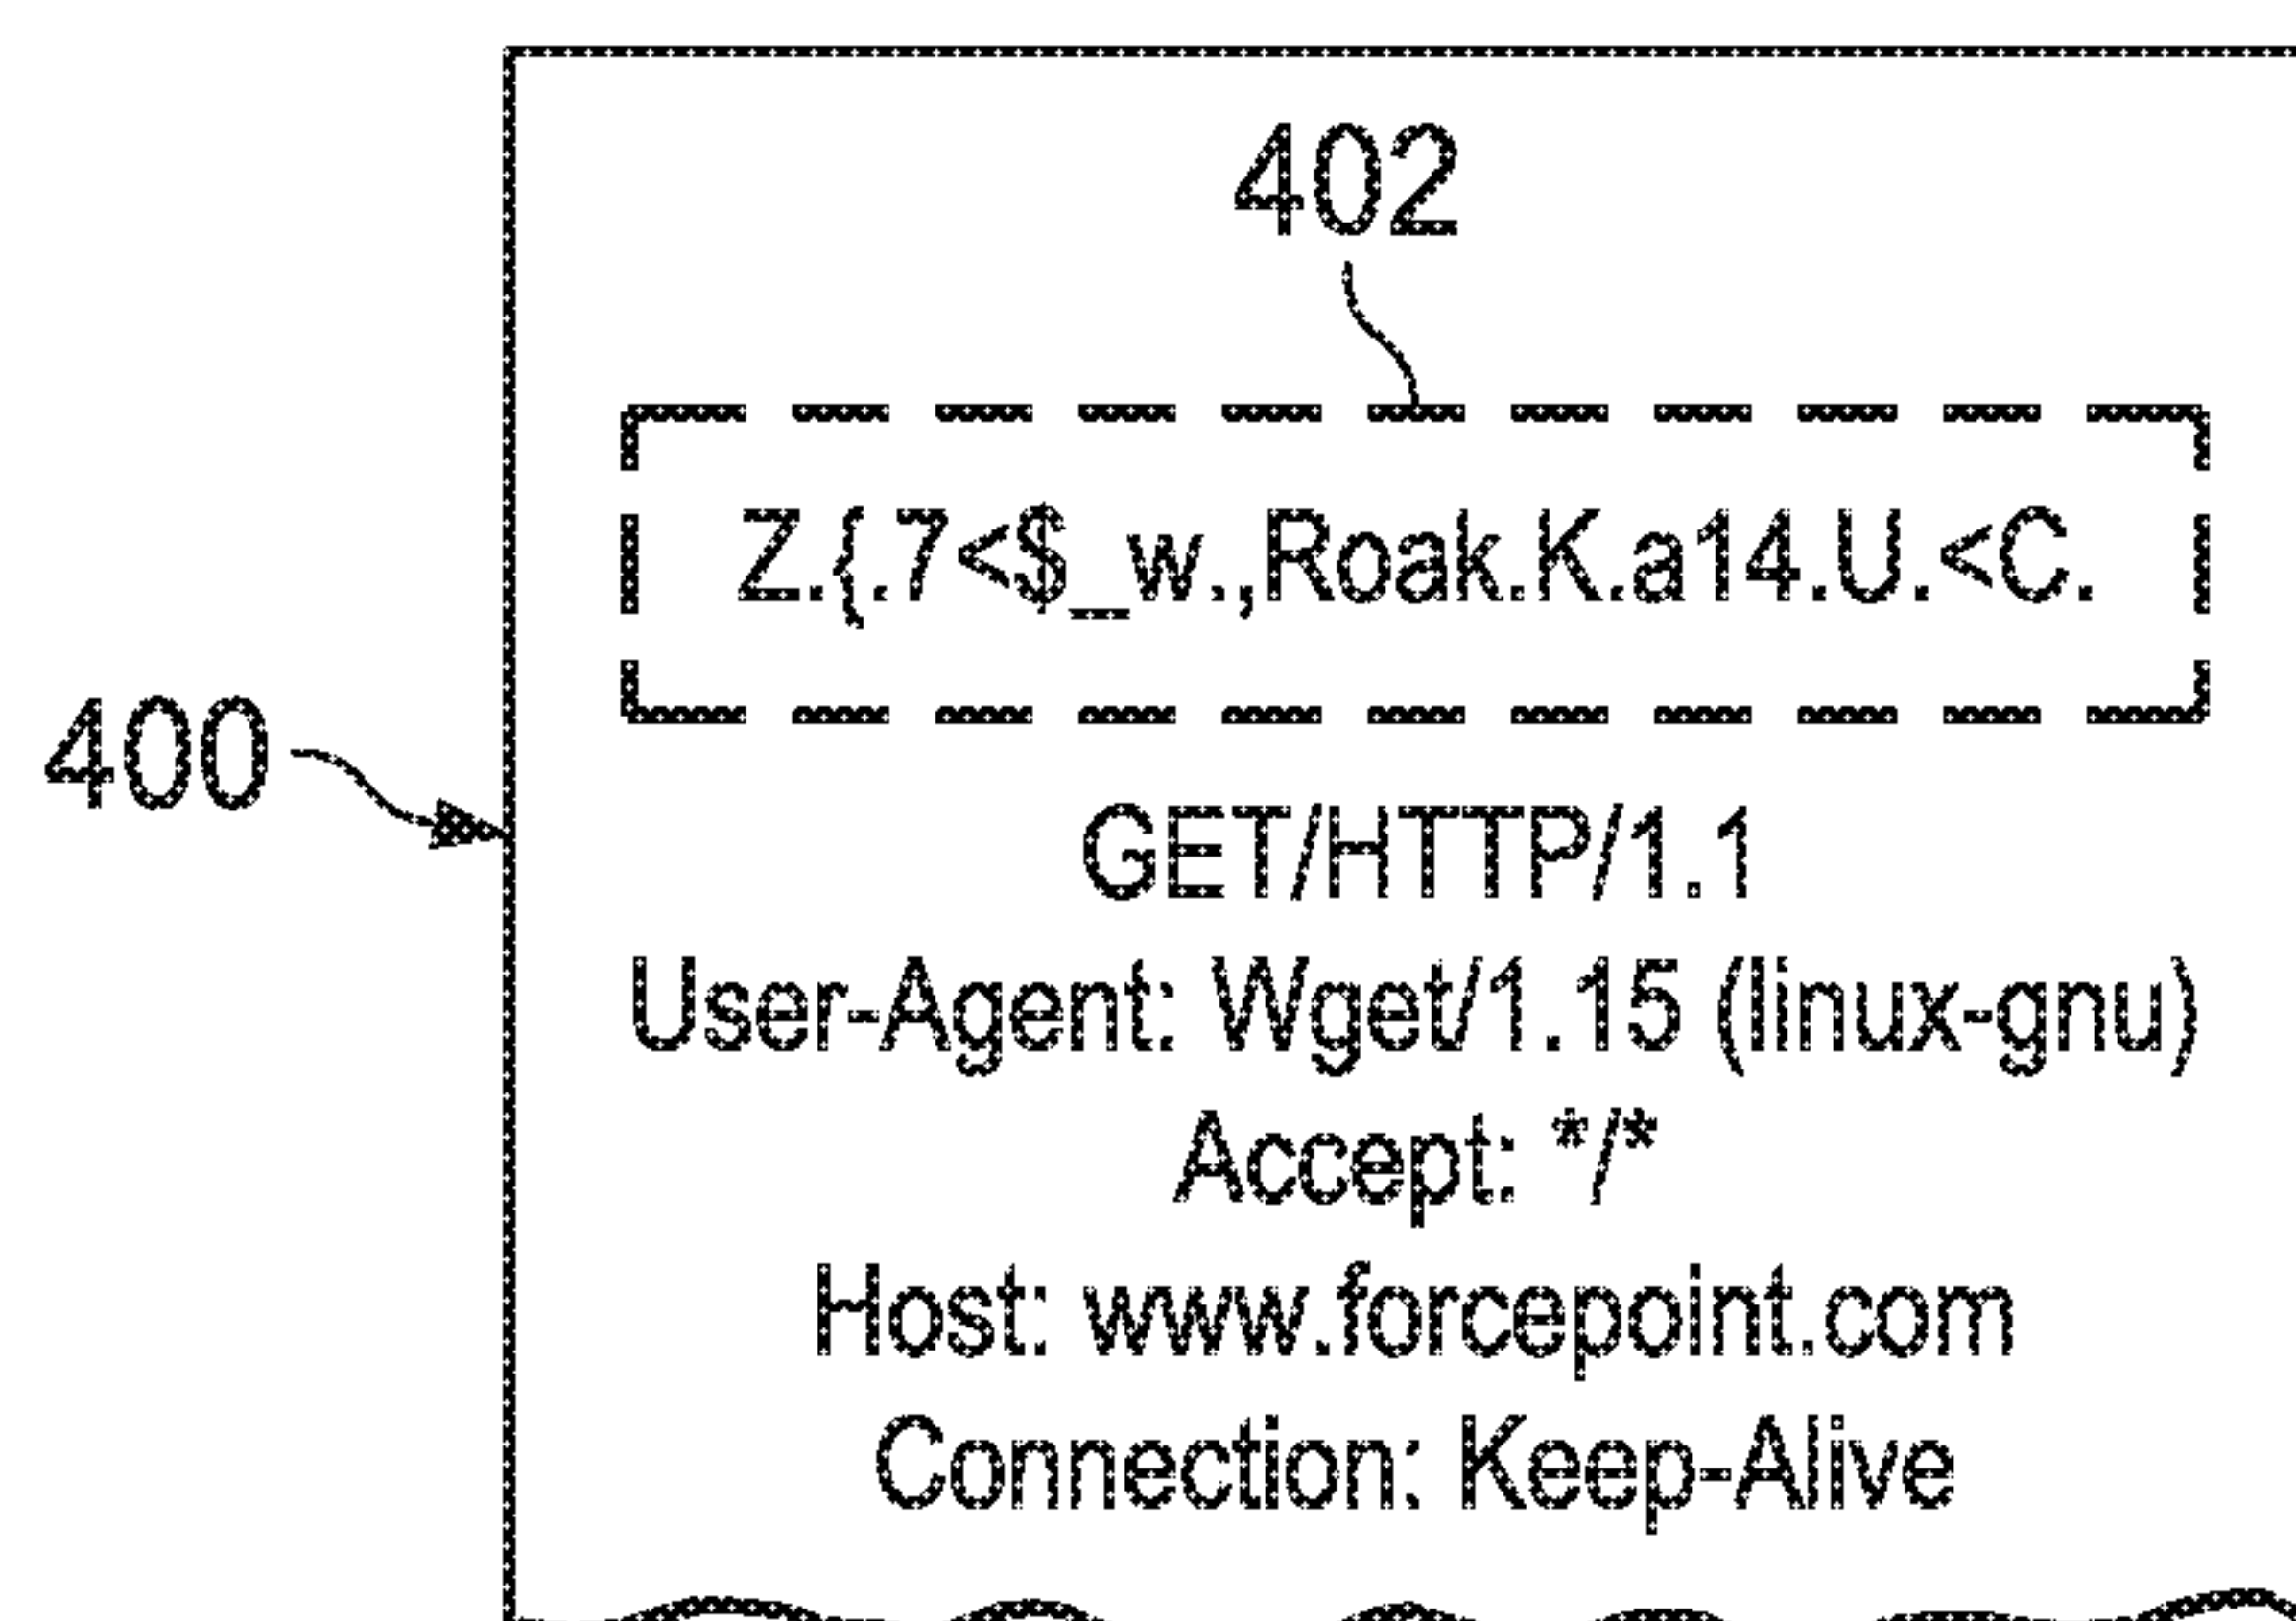 402
Z.{.7<$_w.,Roak.K.a14.U.<C.
400
GET/HTTP/1.1
User-Agent: Wget/1.15 (linux-gnu)
Accept: */*
Host: www.forcepoint.com
Connection: Keep-Alive